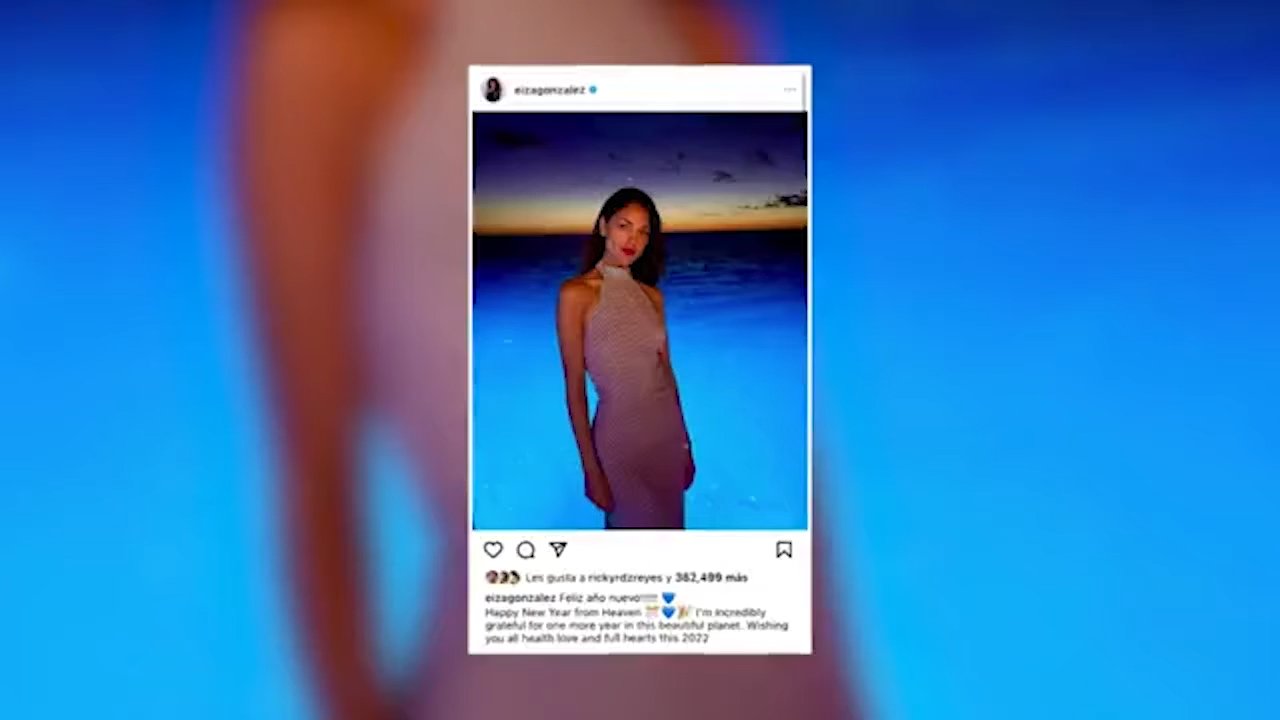 eizagonzalez
Les gusta a rickyrdzreyes y 382,499 más
eizagonzalez Feliz año nuevo!!!!! 💙
Happy New Year from Heaven 🎊💙🎉 I'm incredibly
grateful for one more year in this beautiful planet. Wishing
you all health love and full hearts this 2022